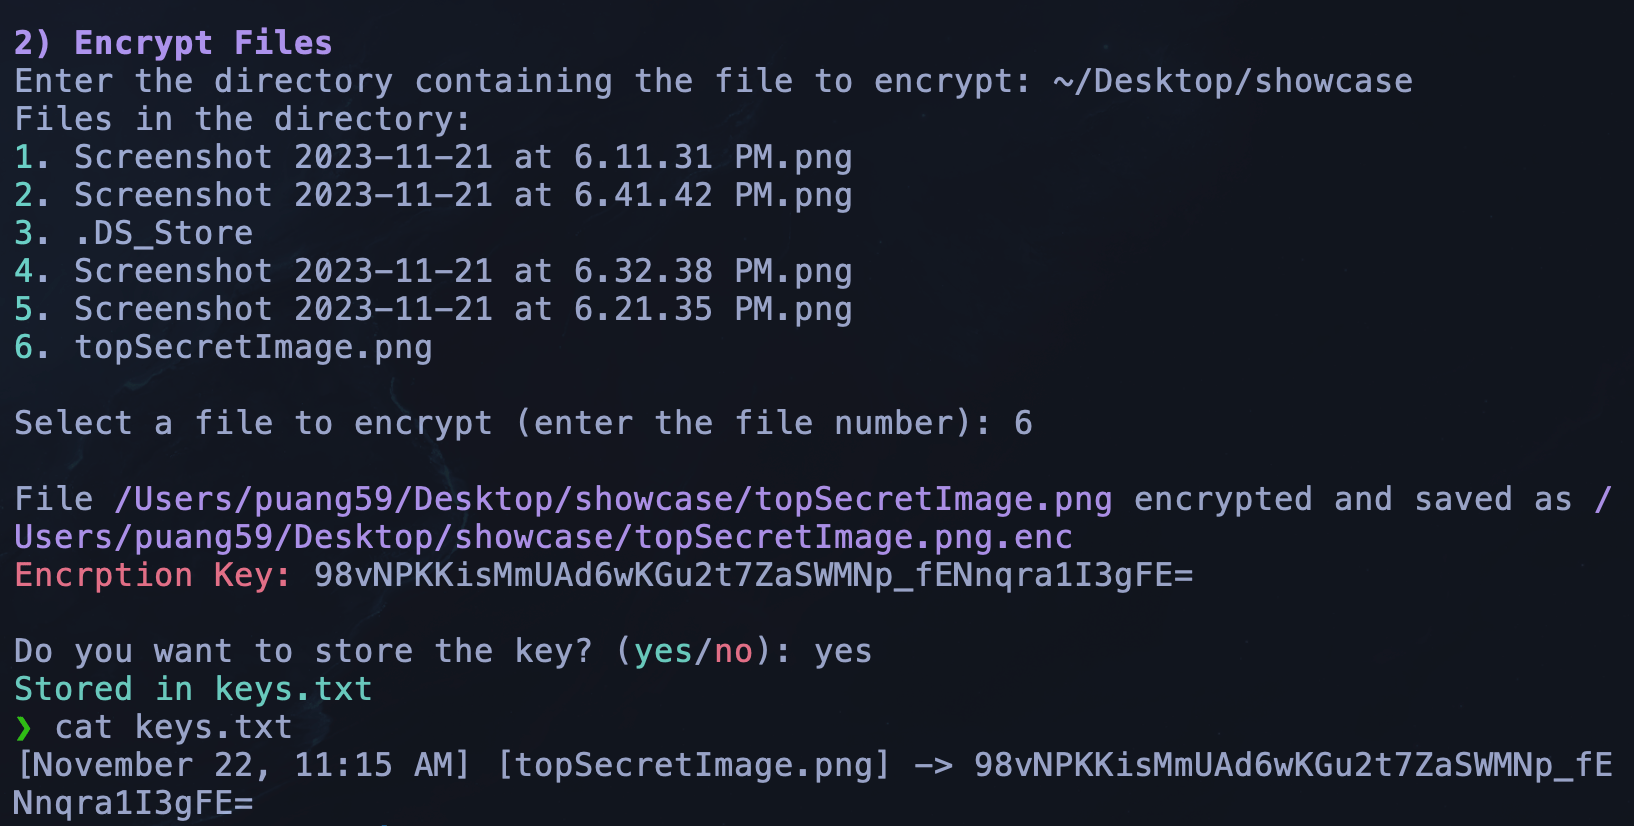 2) Encrypt Files
Enter the directory containing the file to encrypt: ~/Desktop/showcase
Files in the directory:
1. Screenshot 2023-11-21 at 6.11.31 PM.png
2. Screenshot 2023-11-21 at 6.41.42 PM.png
3. .DS_Store
4. Screenshot 2023-11-21 at 6.32.38 PM.png
5. Screenshot 2023-11-21 at 6.21.35 PM.png
6. topSecretImage.png
Select a file to encrypt (enter the file number): 6
File /Users/puang59/Desktop/showcase/topSecretImage.png encrypted and saved as /
Users/puang59/Desktop/showcase/topSecretImage.png.enc
Encrption Key: 98vNPKKisMmUAd6wKGu2t7ZaSWMNp_fENnqra1I3gFE=
Do you want to store the key? (yes/no): yes
Stored in keys.txt
❯ cat keys.txt
[November 22, 11:15 AM] [topSecretImage.png] -> 98vNPKKisMmUAd6wKGu2t7ZaSWMNp_fE
Nnqra1I3gFE=